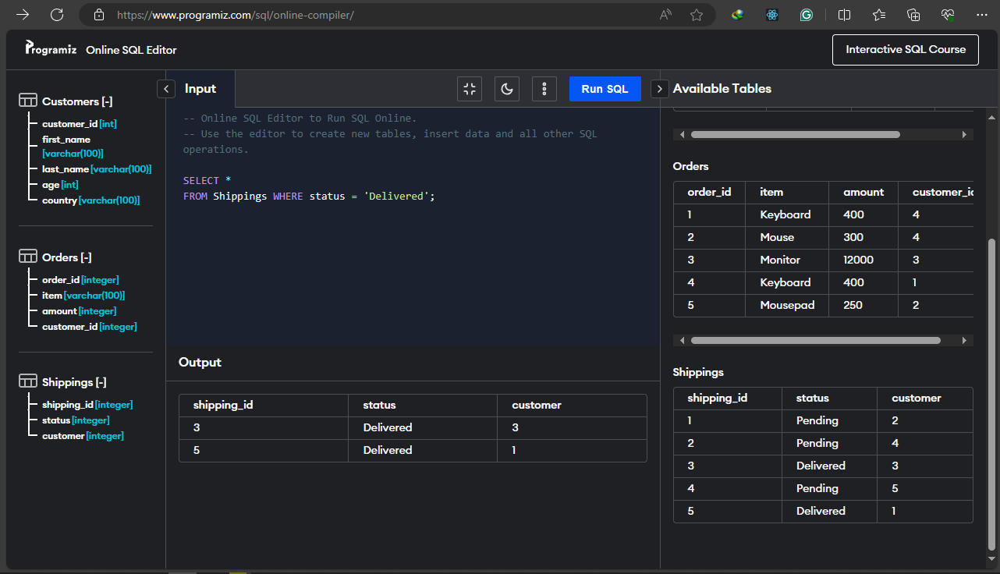 https://www.programiz.com/sql/online-compiler/
Programiz Online SQL Editor
Interactive SQL Course
Customers [-]
customer_id [int]
first_name
[varchar(100)]
last_name [varchar(100)]
age [int]
country [varchar(100)]
Orders [-]
order_id [integer]
item [varchar(100)]
amount [integer]
customer_id [integer]
Shippings [-]
shipping_id [integer]
status [integer]
customer [integer]
Input
Run SQL
-- Online SQL Editor to Run SQL Online.
-- Use the editor to create new tables, insert data and all other SQL
operations.
SELECT *
FROM Shippings WHERE status = 'Delivered';
Output
shipping_id status customer
3 Delivered 3
5 Delivered 1
Available Tables
Orders
order_id item amount customer_id
1 Keyboard 400 4
2 Mouse 300 4
3 Monitor 12000 3
4 Keyboard 400 1
5 Mousepad 250 2
Shippings
shipping_id status customer
1 Pending 2
2 Pending 4
3 Delivered 3
4 Pending 5
5 Delivered 1